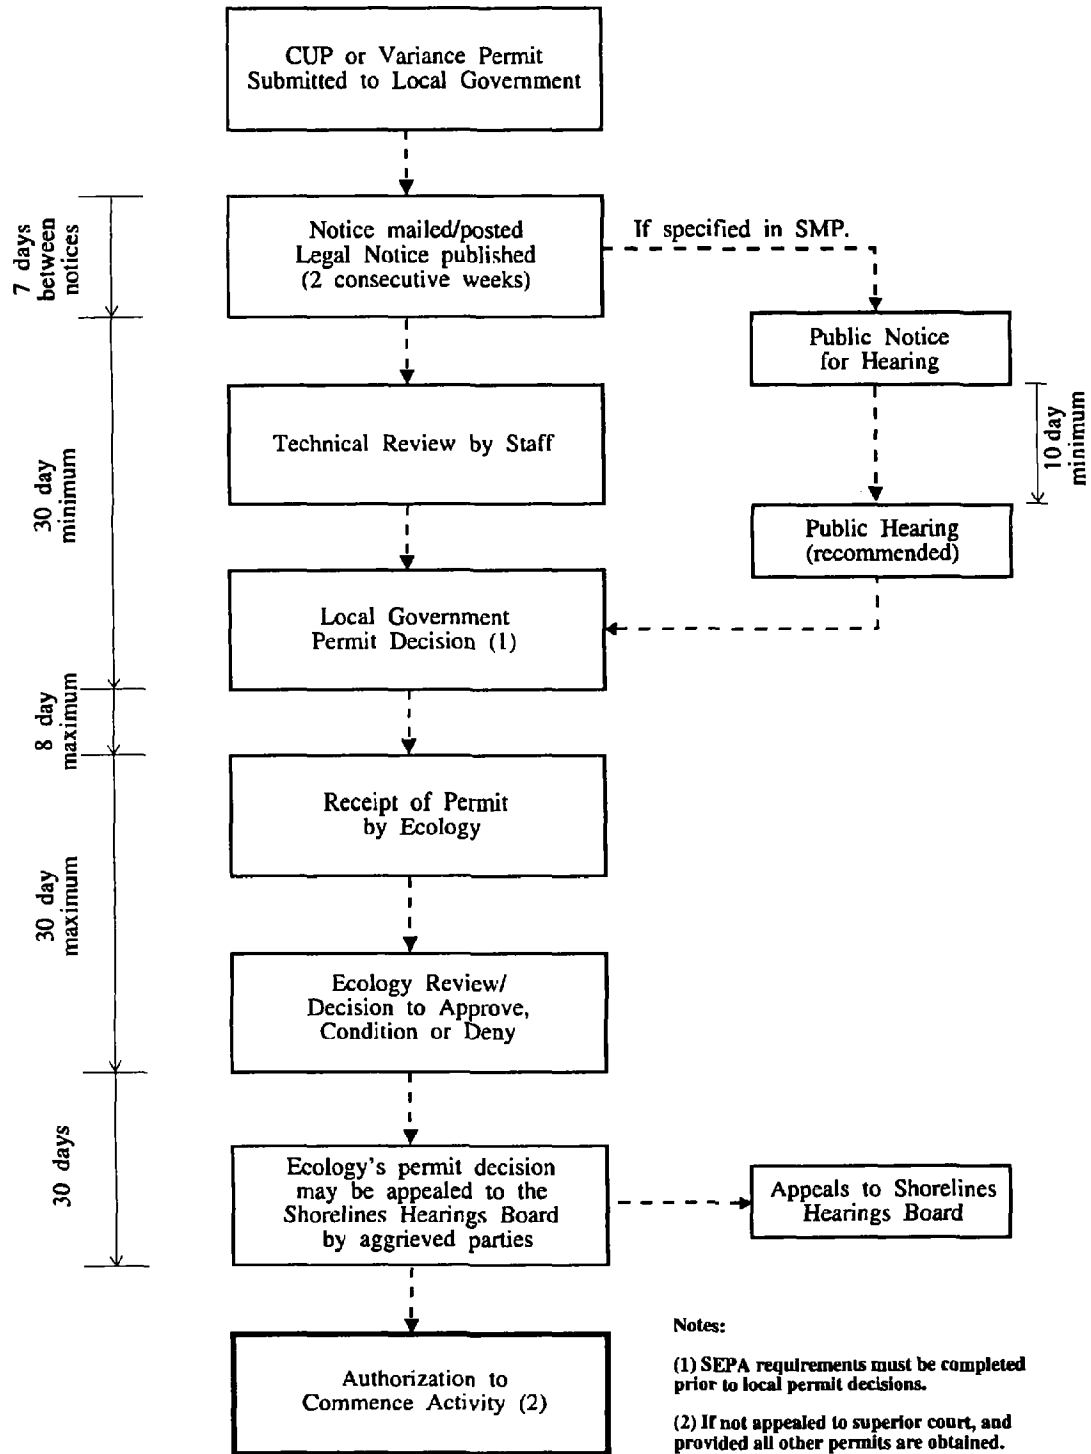 CUP or Variance Permit
Submitted to Local Government
7 days
between
notices
Notice mailed/posted
Legal Notice published
(2 consecutive weeks)
If specified in SMP.
Public Notice
for Hearing
10 day
minimum
30 day
minimum
Technical Review by Staff
Public Hearing
(recommended)
Local Government
Permit Decision (1)
8 day
maximum
Receipt of Permit
by Ecology
30 day
maximum
Ecology Review/
Decision to Approve,
Condition or Deny
30 days
Ecology's permit decision
may be appealed to the
Shorelines Hearings Board
by aggrieved parties
Appeals to Shorelines
Hearings Board
Authorization to
Commence Activity (2)
Notes:
(1) SEPA requirements must be completed
prior to local permit decisions.
(2) If not appealed to superior court, and
provided all other permits are obtained.